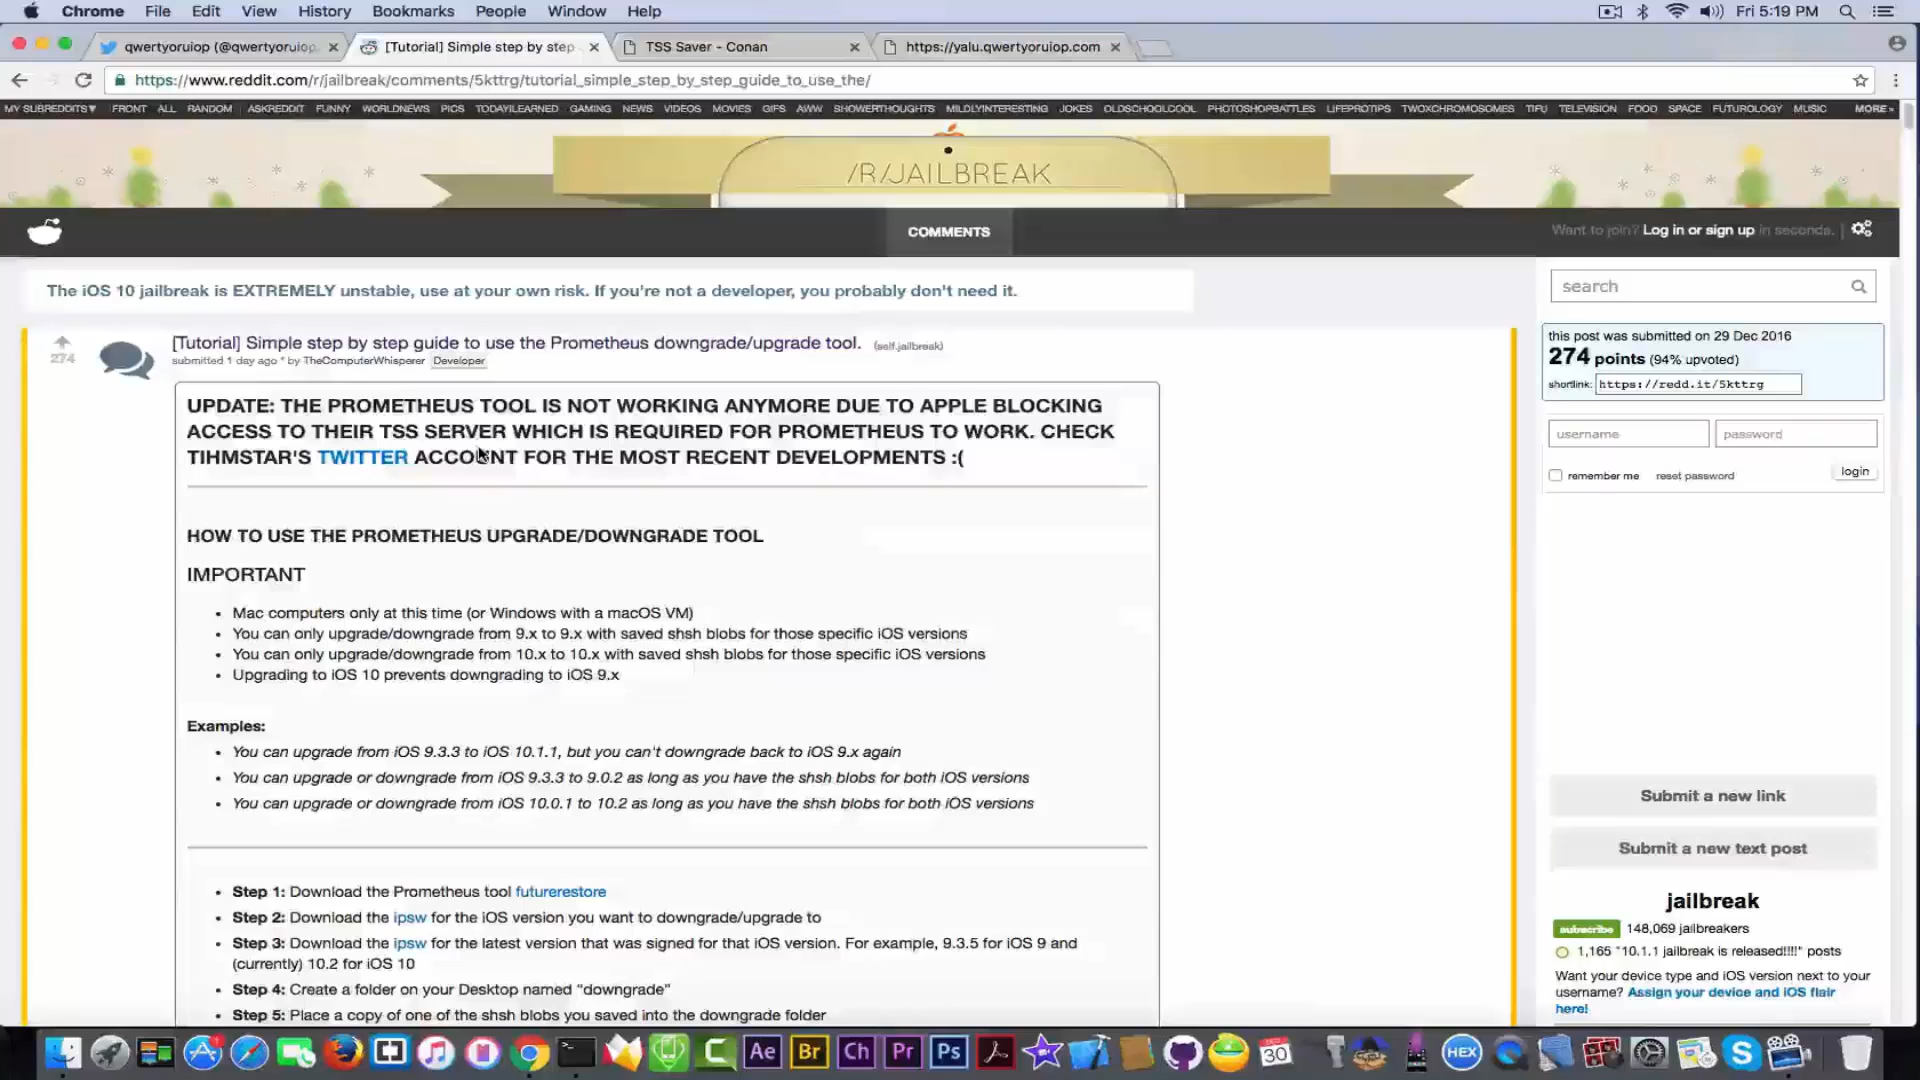 Chrome File Edit View History Bookmarks People Window Help Fri 5:19 PM
qwertyoruiop (@qwertyoruiop [Tutorial] Simple step by step TSS Saver - Conan https://yalu.qwertyoruiop.com
https://www.reddit.com/r/jailbreak/comments/5kttrg/tutorial_simple_step_by_step_guide_to_use_the/
MY SUBREDDITS FRONT ALL RANDOM ASKREDDIT FUNNY WORLDNEWS PICS TODAYILEARNED GAMING NEWS VIDEOS MOVIES GIFS AWW SHOWERTHOUGHTS MILDLYINTERESTING JOKES OLDSCHOOLCOOL PHOTOSHOPBATTLES LIFEPROTIPS TWOXCHROMOSOMES TIFU TELEVISION FOOD SPACE FUTUROLOGY MUSIC MORE »
/R/JAILBREAK
COMMENTS
Want to join? Log in or sign up in seconds.
The iOS 10 jailbreak is EXTREMELY unstable, use at your own risk. If you're not a developer, you probably don't need it.
274
[Tutorial] Simple step by step guide to use the Prometheus downgrade/upgrade tool. (self.jailbreak)
submitted 1 day ago * by TheComputerWhisperer Developer
UPDATE: THE PROMETHEUS TOOL IS NOT WORKING ANYMORE DUE TO APPLE BLOCKING
ACCESS TO THEIR TSS SERVER WHICH IS REQUIRED FOR PROMETHEUS TO WORK. CHECK
TIHMSTAR'S TWITTER ACCOUNT FOR THE MOST RECENT DEVELOPMENTS :(
HOW TO USE THE PROMETHEUS UPGRADE/DOWNGRADE TOOL
IMPORTANT
• Mac computers only at this time (or Windows with a macOS VM)
• You can only upgrade/downgrade from 9.x to 9.x with saved shsh blobs for those specific iOS versions
• You can only upgrade/downgrade from 10.x to 10.x with saved shsh blobs for those specific iOS versions
• Upgrading to iOS 10 prevents downgrading to iOS 9.x
Examples:
• You can upgrade from iOS 9.3.3 to iOS 10.1.1, but you can't downgrade back to iOS 9.x again
• You can upgrade or downgrade from iOS 9.3.3 to 9.0.2 as long as you have the shsh blobs for both iOS versions
• You can upgrade or downgrade from iOS 10.0.1 to 10.2 as long as you have the shsh blobs for both iOS versions
• Step 1: Download the Prometheus tool futurerestore
• Step 2: Download the ipsw for the iOS version you want to downgrade/upgrade to
• Step 3: Download the ipsw for the latest version that was signed for that iOS version. For example, 9.3.5 for iOS 9 and
(currently) 10.2 for iOS 10
• Step 4: Create a folder on your Desktop named "downgrade"
• Step 5: Place a copy of one of the shsh blobs you saved into the downgrade folder
search
this post was submitted on 29 Dec 2016
274 points (94% upvoted)
shortlink: https://redd.it/5kttrg
username password
remember me reset password login
Submit a new link
Submit a new text post
jailbreak
subscribe 148,069 jailbreakers
1,165 "10.1.1 jailbreak is released!!!!" posts
Want your device type and iOS version next to your
username? Assign your device and iOS flair
here!
Ae Br Ch Pr Ps 30 HEX